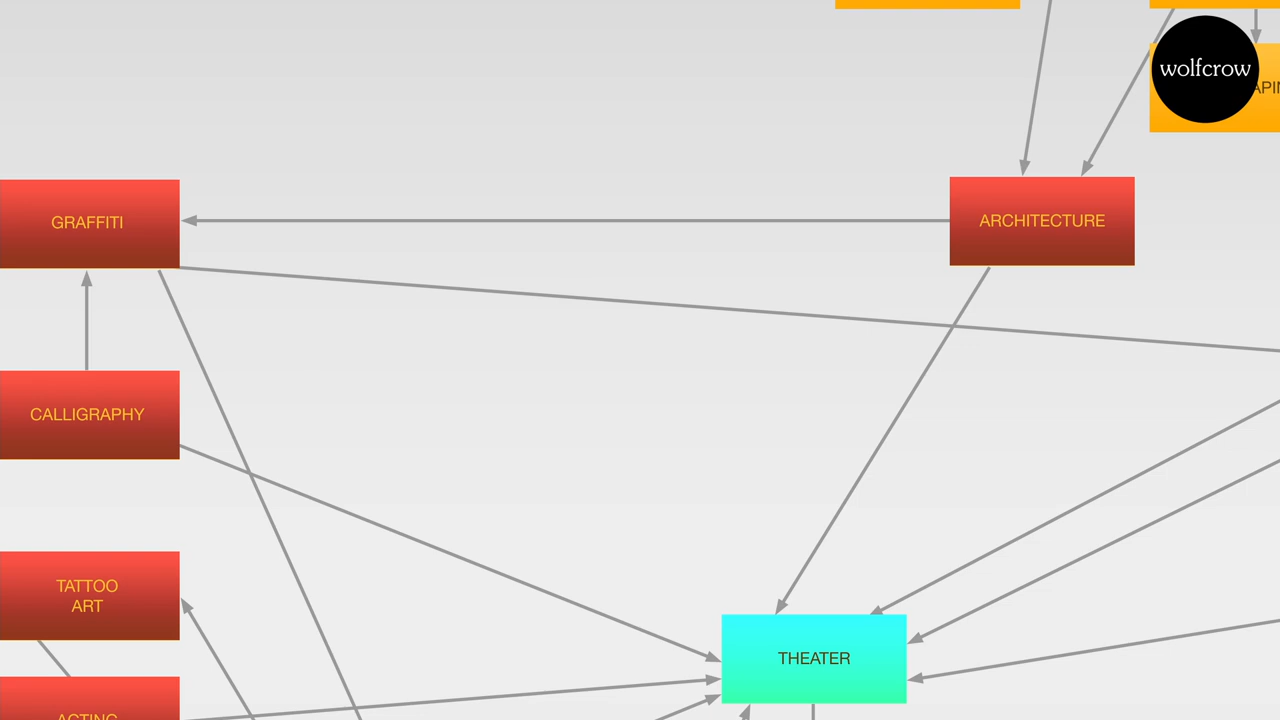 wolfcrow
GRAFFITI
ARCHITECTURE
CALLIGRAPHY
TATTOO
ART
THEATER
ACTING